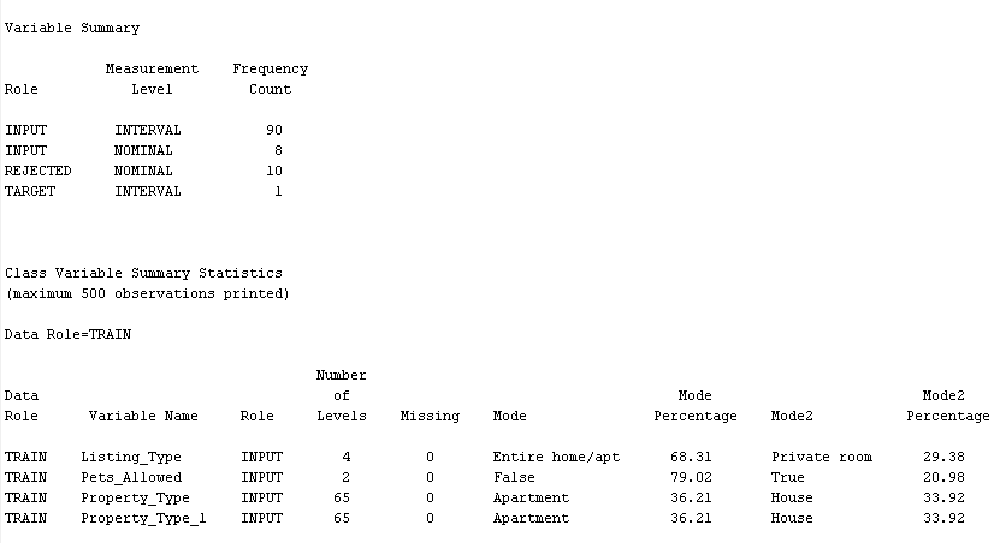 Variable Summary
Measurement Frequency
Role Level Count
INPUT INTERVAL 90
INPUT NOMINAL 8
REJECTED NOMINAL 10
TARGET INTERVAL 1
Class Variable Summary Statistics
(maximum 500 observations printed)
Data Role=TRAIN
Number
Data of Mode Mode2
Role Variable Name Role Levels Missing Mode Percentage Mode2 Percentage
TRAIN Listing_Type INPUT 4 0 Entire home/apt 68.31 Private room 29.38
TRAIN Pets_Allowed INPUT 2 0 False 79.02 True 20.98
TRAIN Property_Type INPUT 65 0 Apartment 36.21 House 33.92
TRAIN Property_Type_1 INPUT 65 0 Apartment 36.21 House 33.92